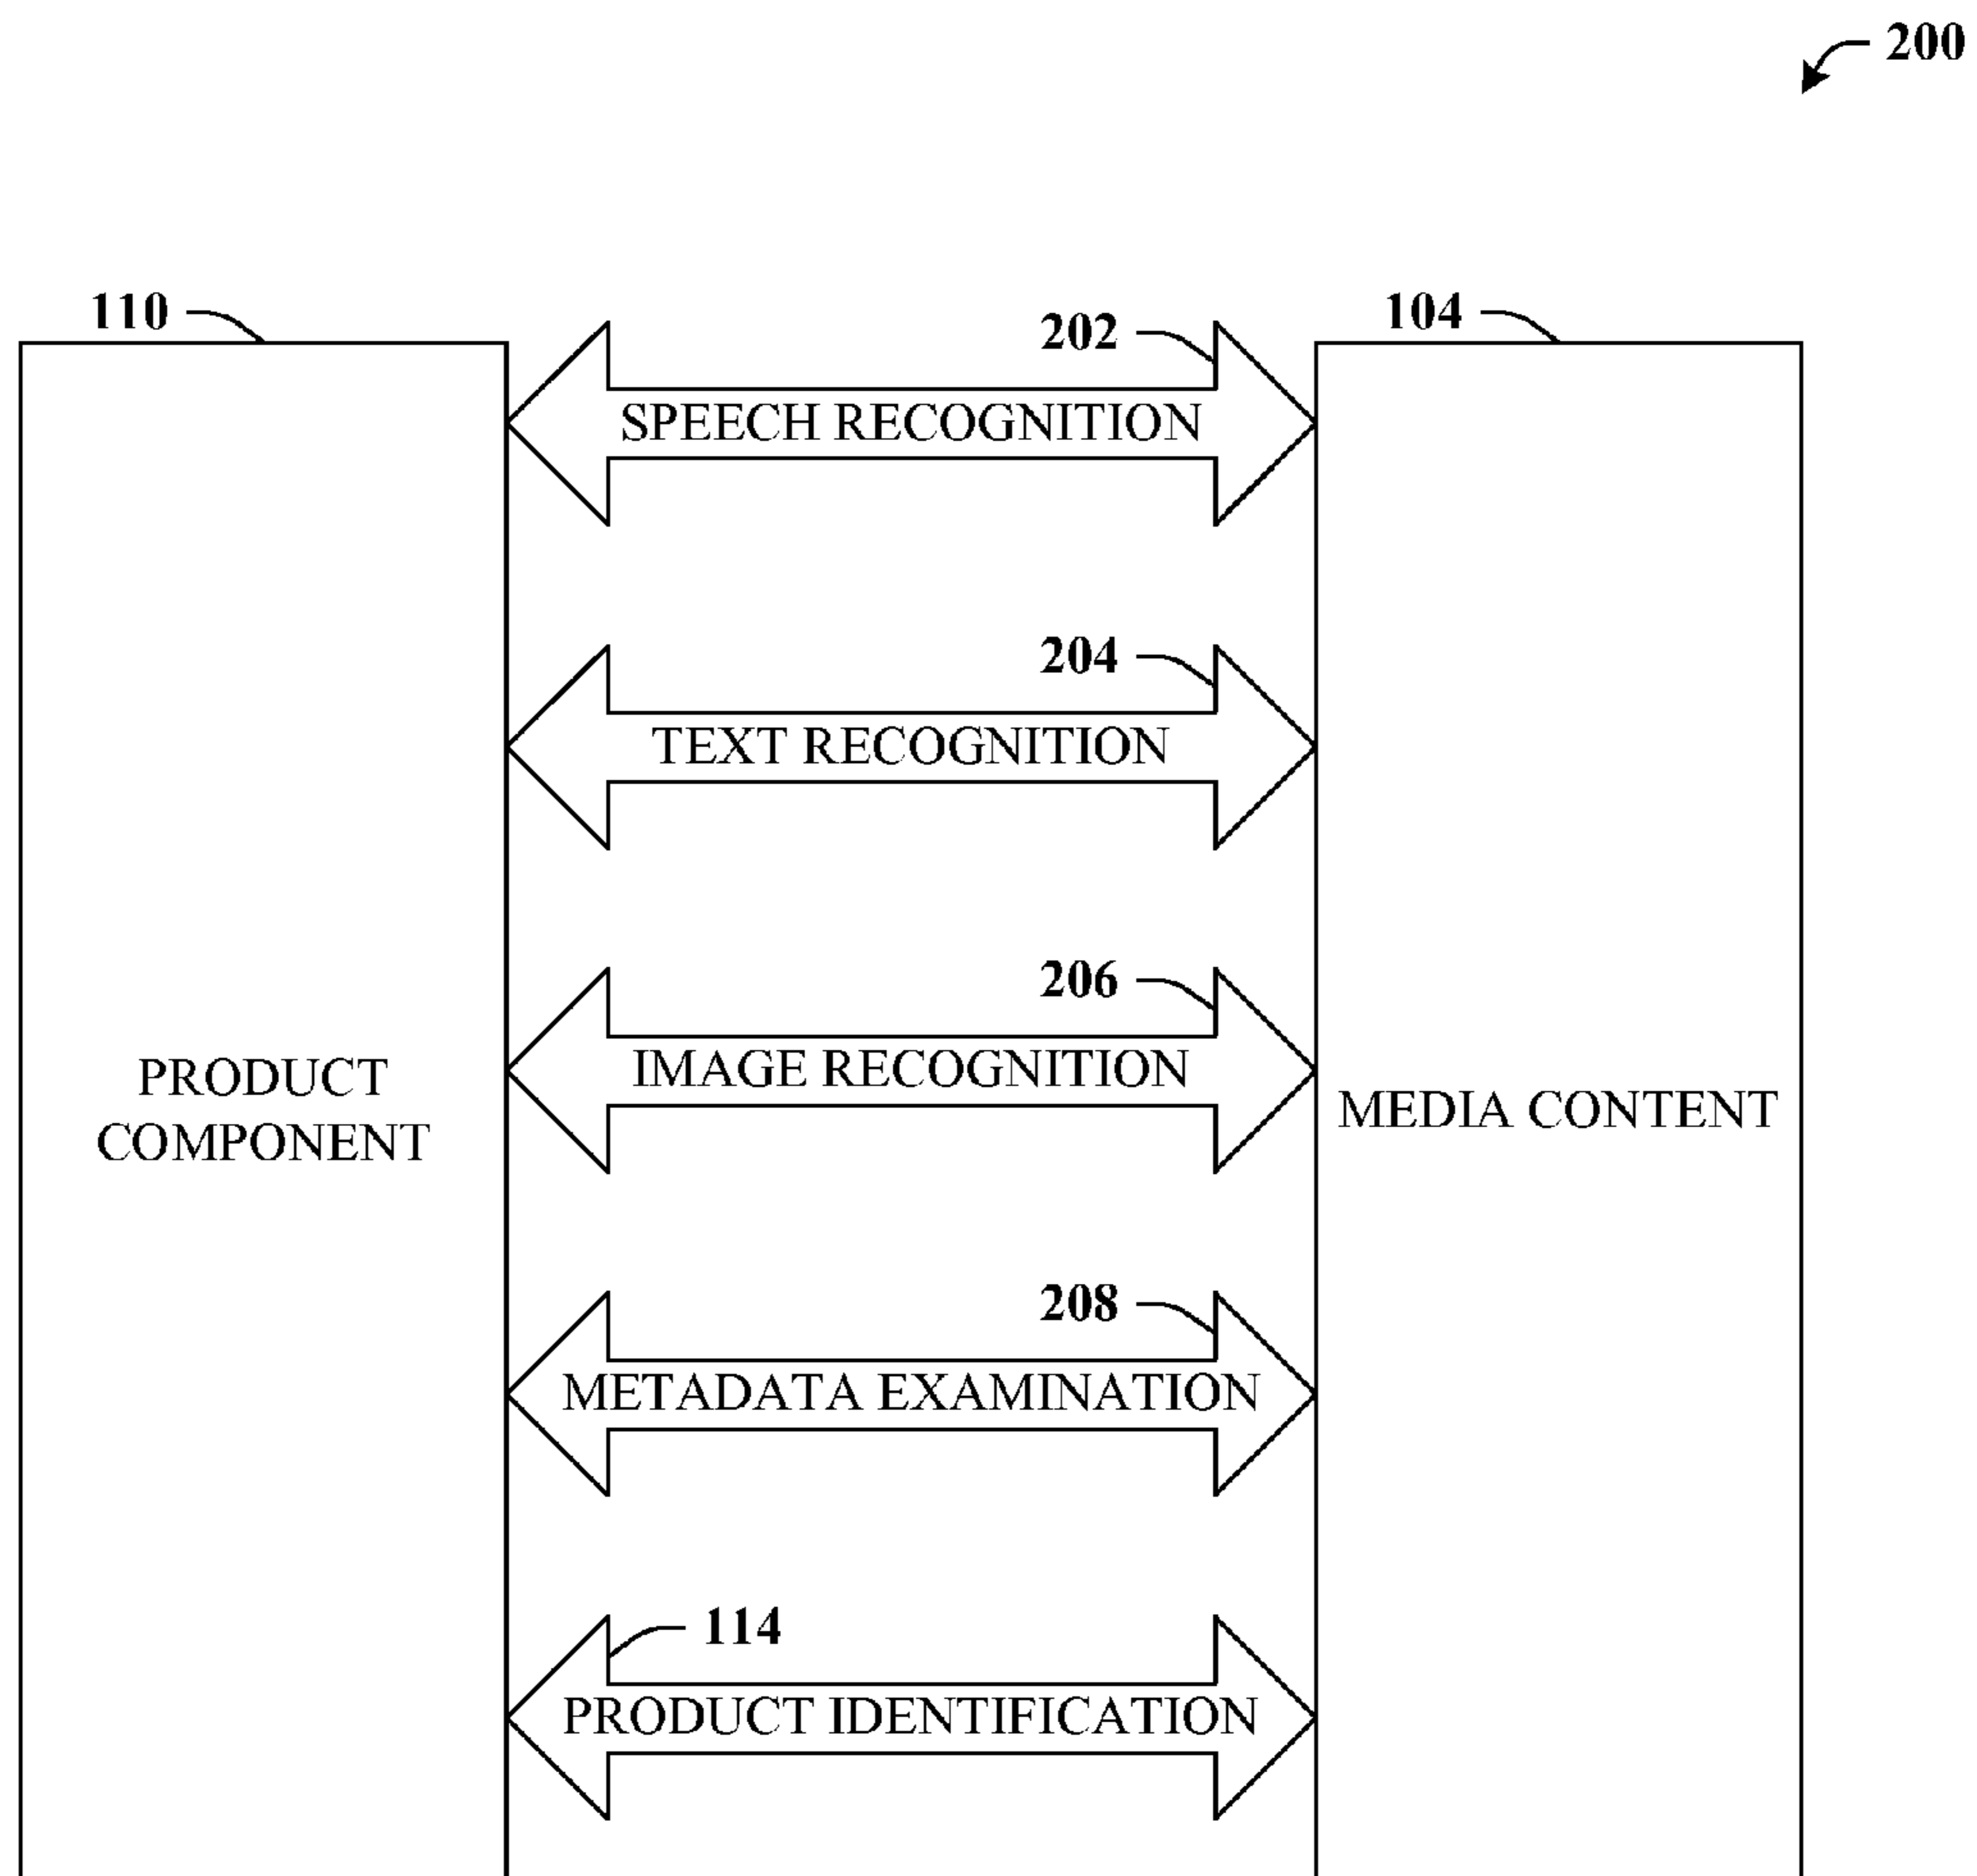 200
110
202
104
SPEECH RECOGNITION
204
TEXT RECOGNITION
206
IMAGE RECOGNITION
PRODUCT
COMPONENT
MEDIA CONTENT
208
METADATA EXAMINATION
114
PRODUCT IDENTIFICATION